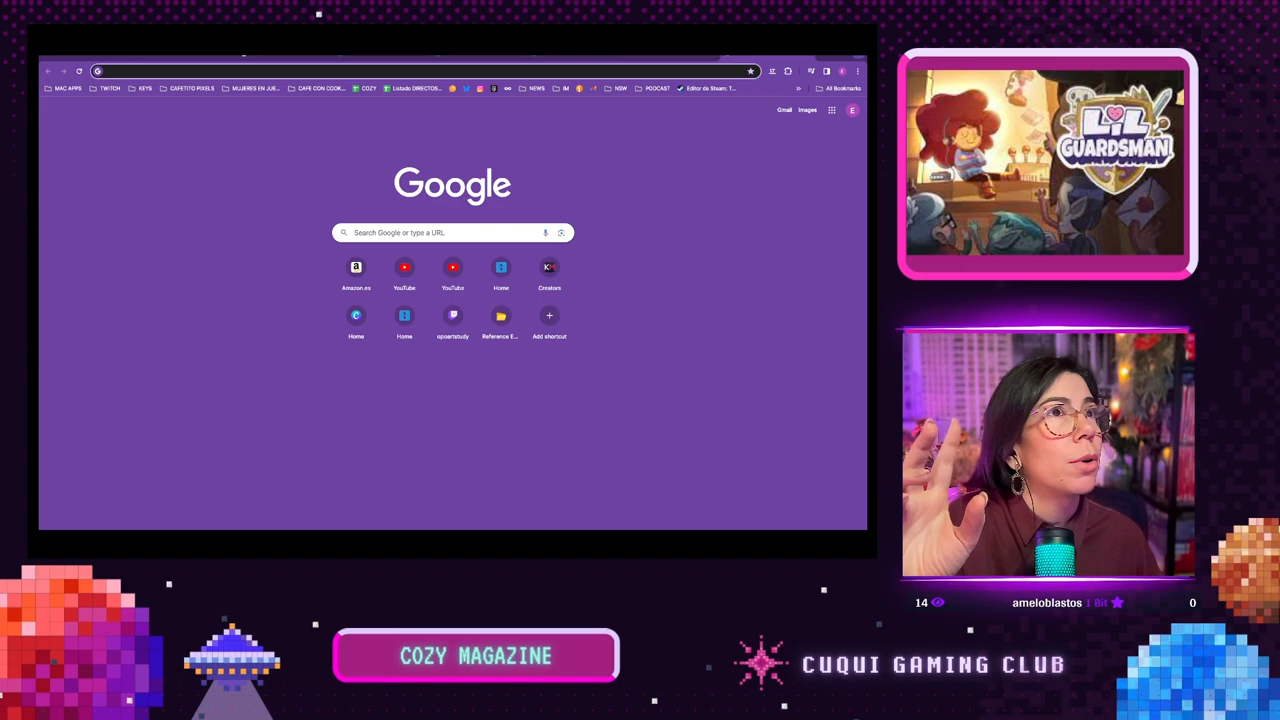 MAC APPS TWITCH KEYS CAFETITO PIXELS MUJERES EN JUE... CAFE CON COOK... COZY Listado DIRECTOS... NEWS IM NSW PODCAST Editor de Steam: T... » All Bookmarks
Gmail Images E
Google
Search Google or type a URL
Amazon.es YouTube YouTube Home Creators
Home Home opoartstudy Reference E... Add shortcut
LIL
GUARDSMAN
14 ameloblastos 1 Bit 0
COZY MAGAZINE
CUQUI GAMING CLUB